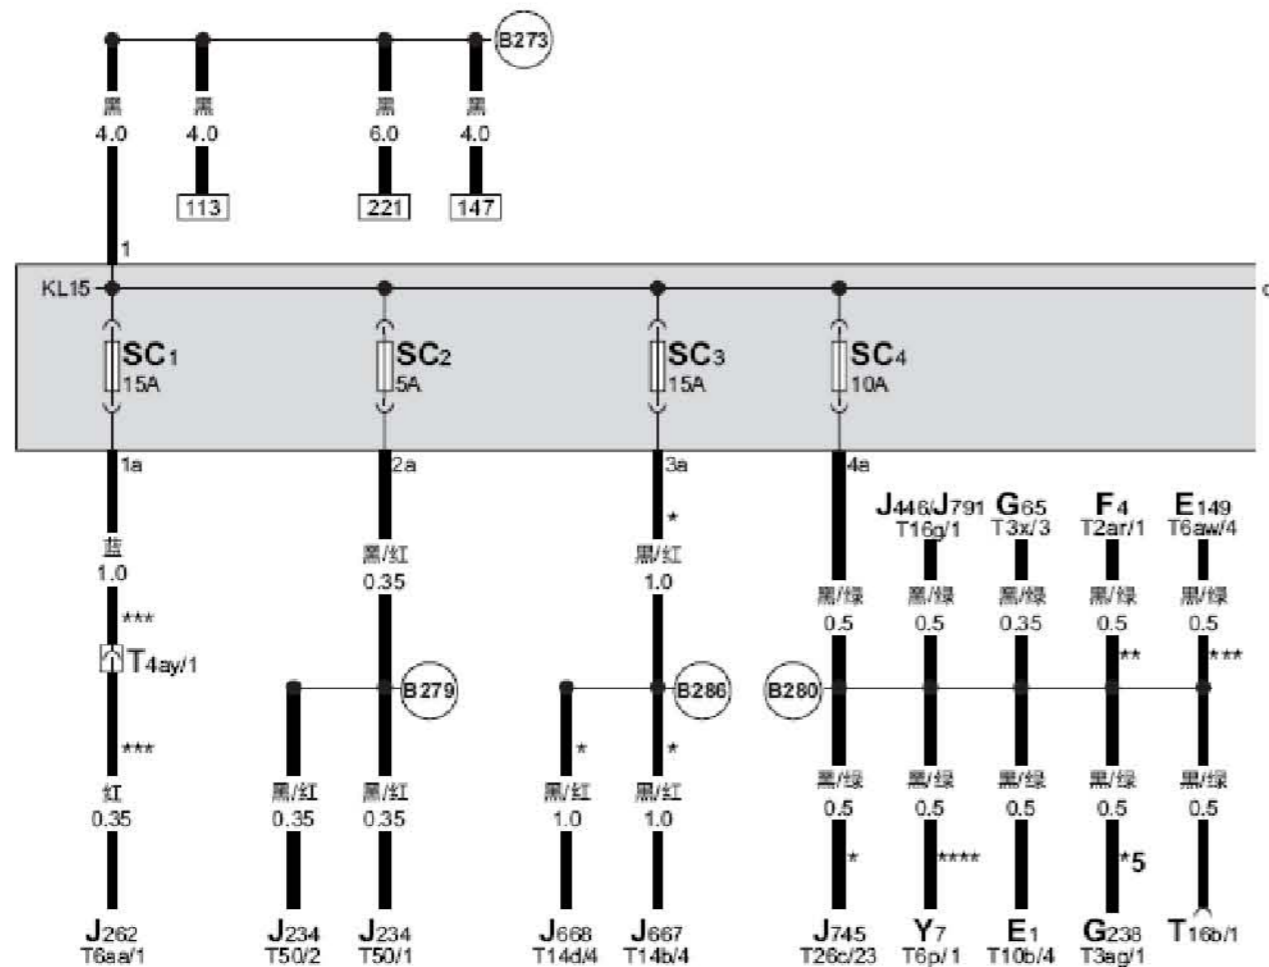 B273
黑 黑 黑 黑
4.0 4.0 6.0 4.0
113 221 147
1
KL15
SC1 SC2 SC3 SC4
15A 5A 15A 10A
1a 2a 3a 4a
J446/J791 G65 F4 E149
T16g/1 T3x/3 T2ar/1 T6aw/4
*
蓝 黑/红 黑/红
1.0 0.35 1.0
黑/绿 黑/绿 黑/绿 黑/绿 黑/绿
0.5 0.5 0.35 0.5 0.5
*** ** ***
T4ay/1
B279 B286 B280
*** * *
红 黑/红 黑/红 黑/红 黑/红 黑/绿 黑/绿 黑/绿 黑/绿 黑/绿
0.35 0.35 0.35 1.0 1.0 0.5 0.5 0.5 0.5 0.5
* **** *5
J262 J234 J234 J668 J667 J745 Y7 E1 G238 T16b/1
T6aa/1 T50/2 T50/1 T14d/4 T14b/4 T26c/23 T6p/1 T10b/4 T3ag/1